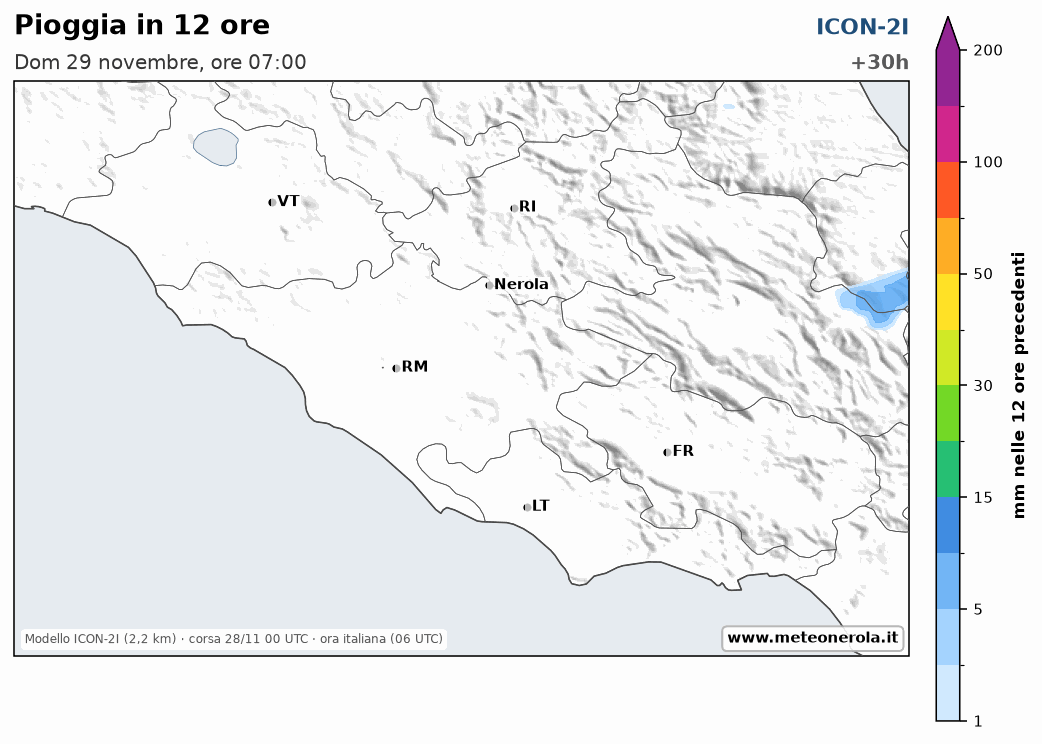 Pioggia in 12 ore
ICON-2I
Dom 29 novembre, ore 07:00
+30h
VT
RI
Nerola
RM
FR
LT
Modello ICON-2I (2,2 km) · corsa 28/11 00 UTC · ora italiana (06 UTC)
www.meteonerola.it
200
100
50
30
15
5
1
mm nelle 12 ore precedenti